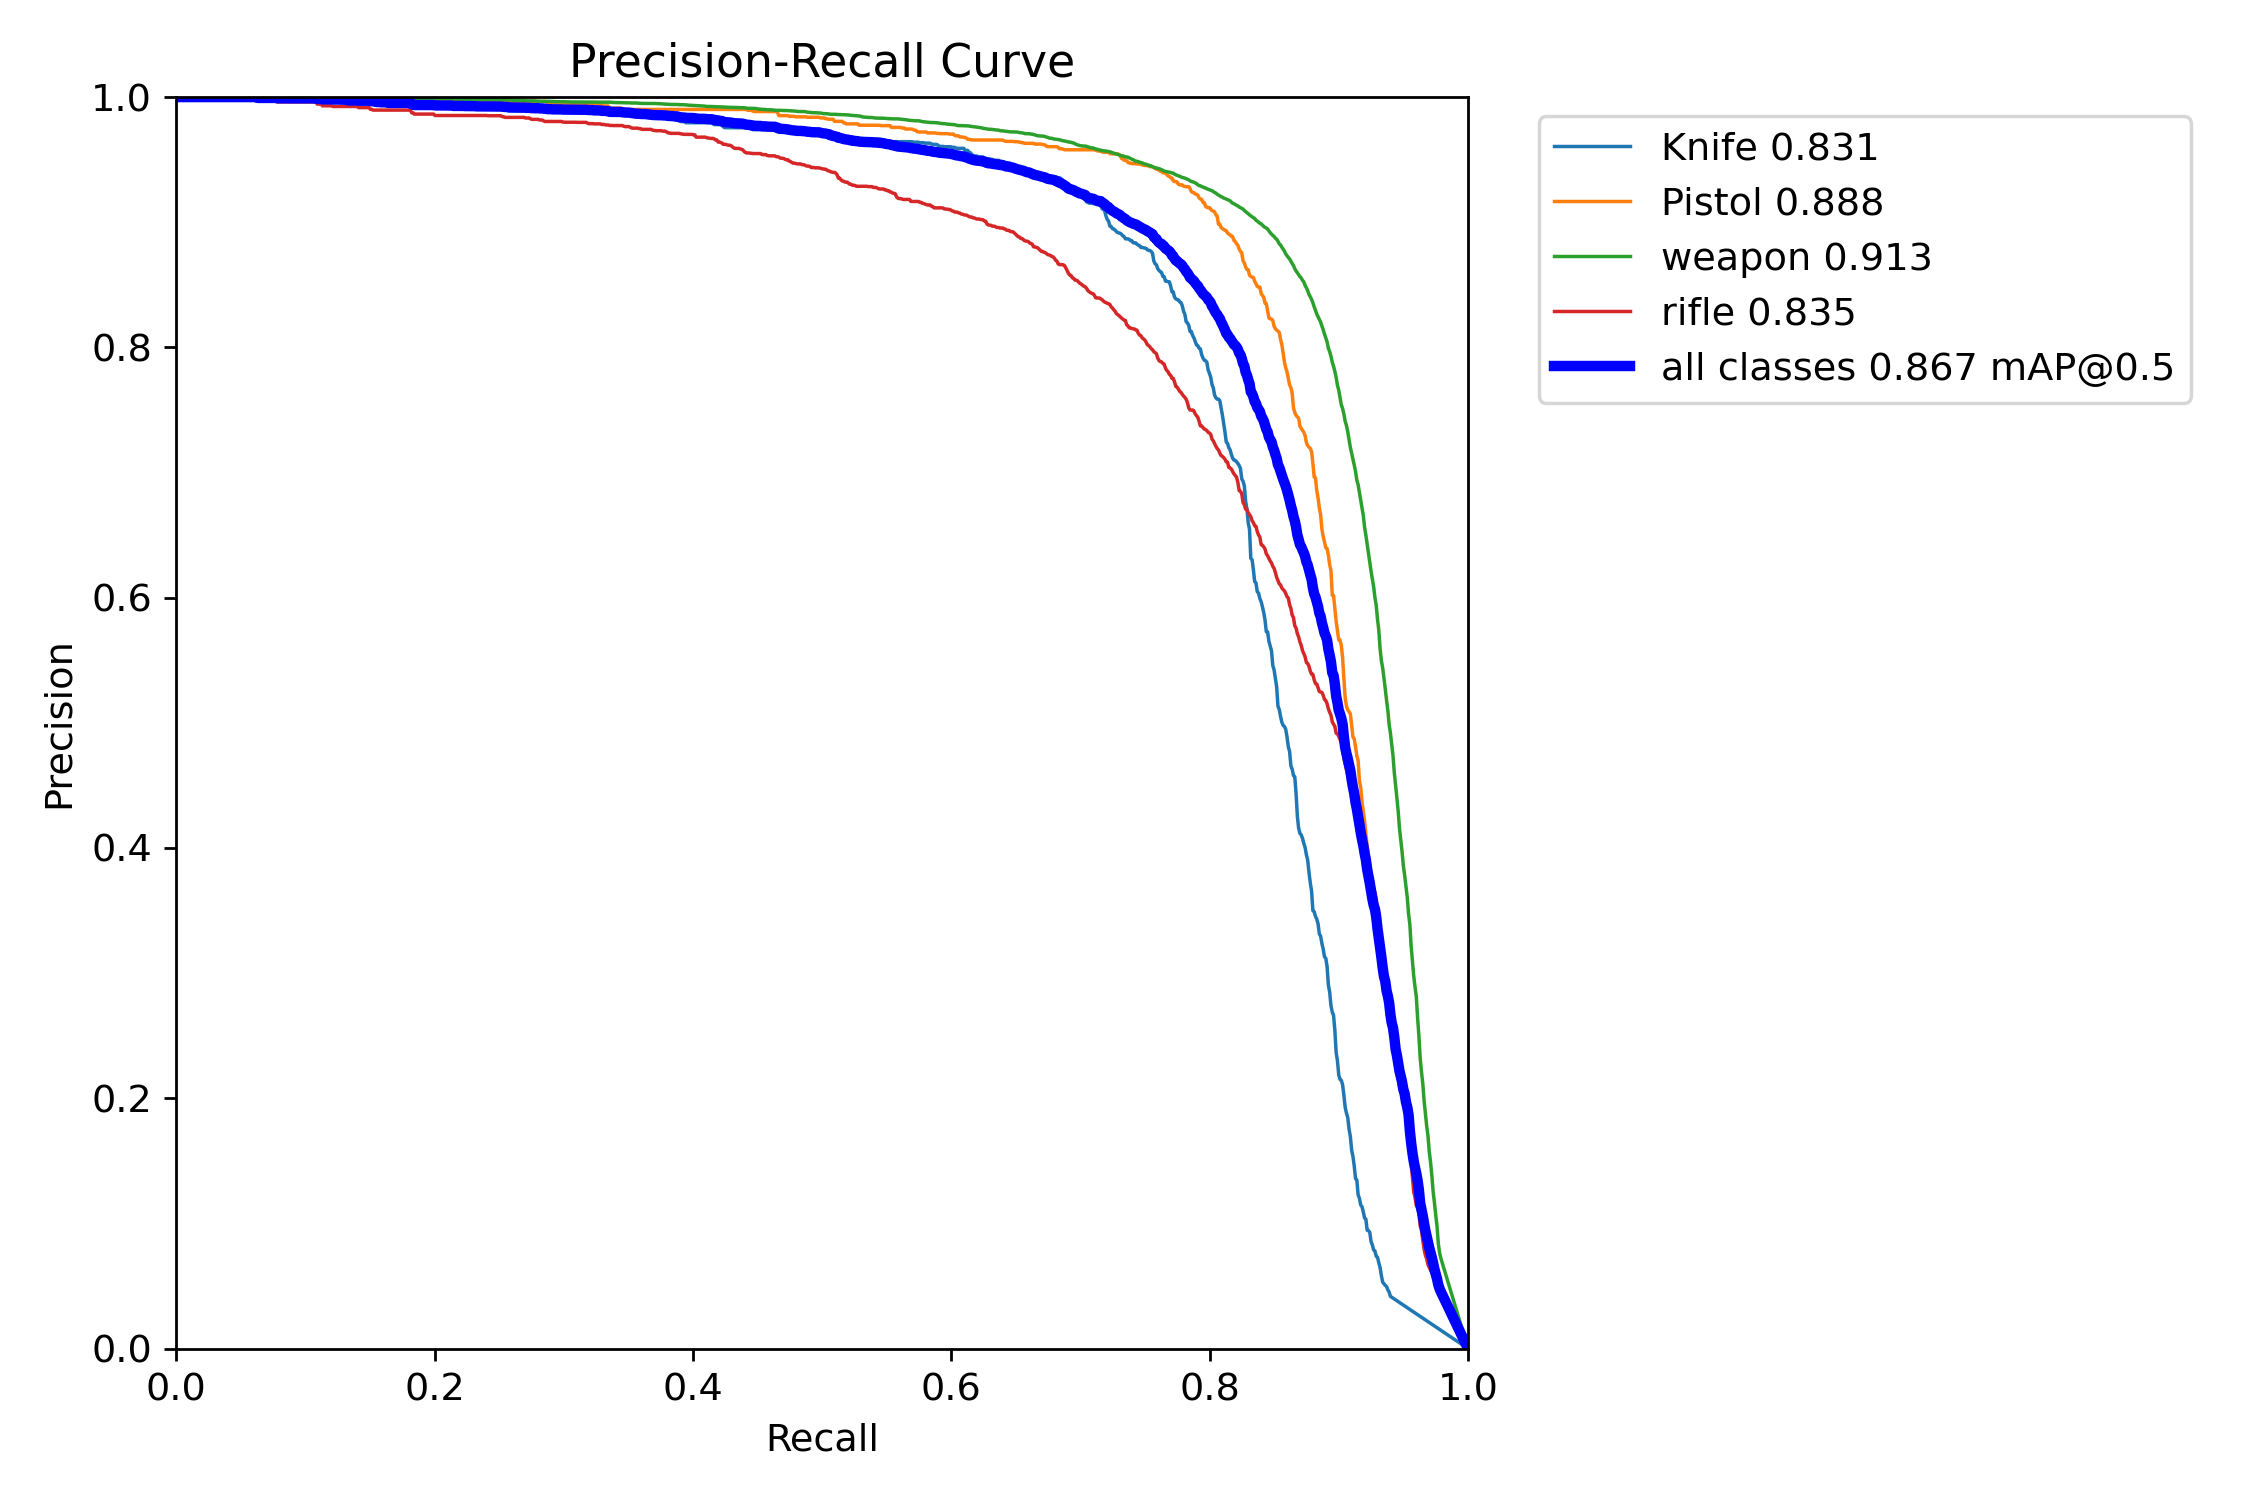 Precision-Recall Curve
1.0
0.8
0.6
0.4
0.2
0.0
Precision
0.0 0.2 0.4 0.6 0.8 1.0
Recall
Knife 0.831
Pistol 0.888
weapon 0.913
rifle 0.835
all classes 0.867 mAP@0.5